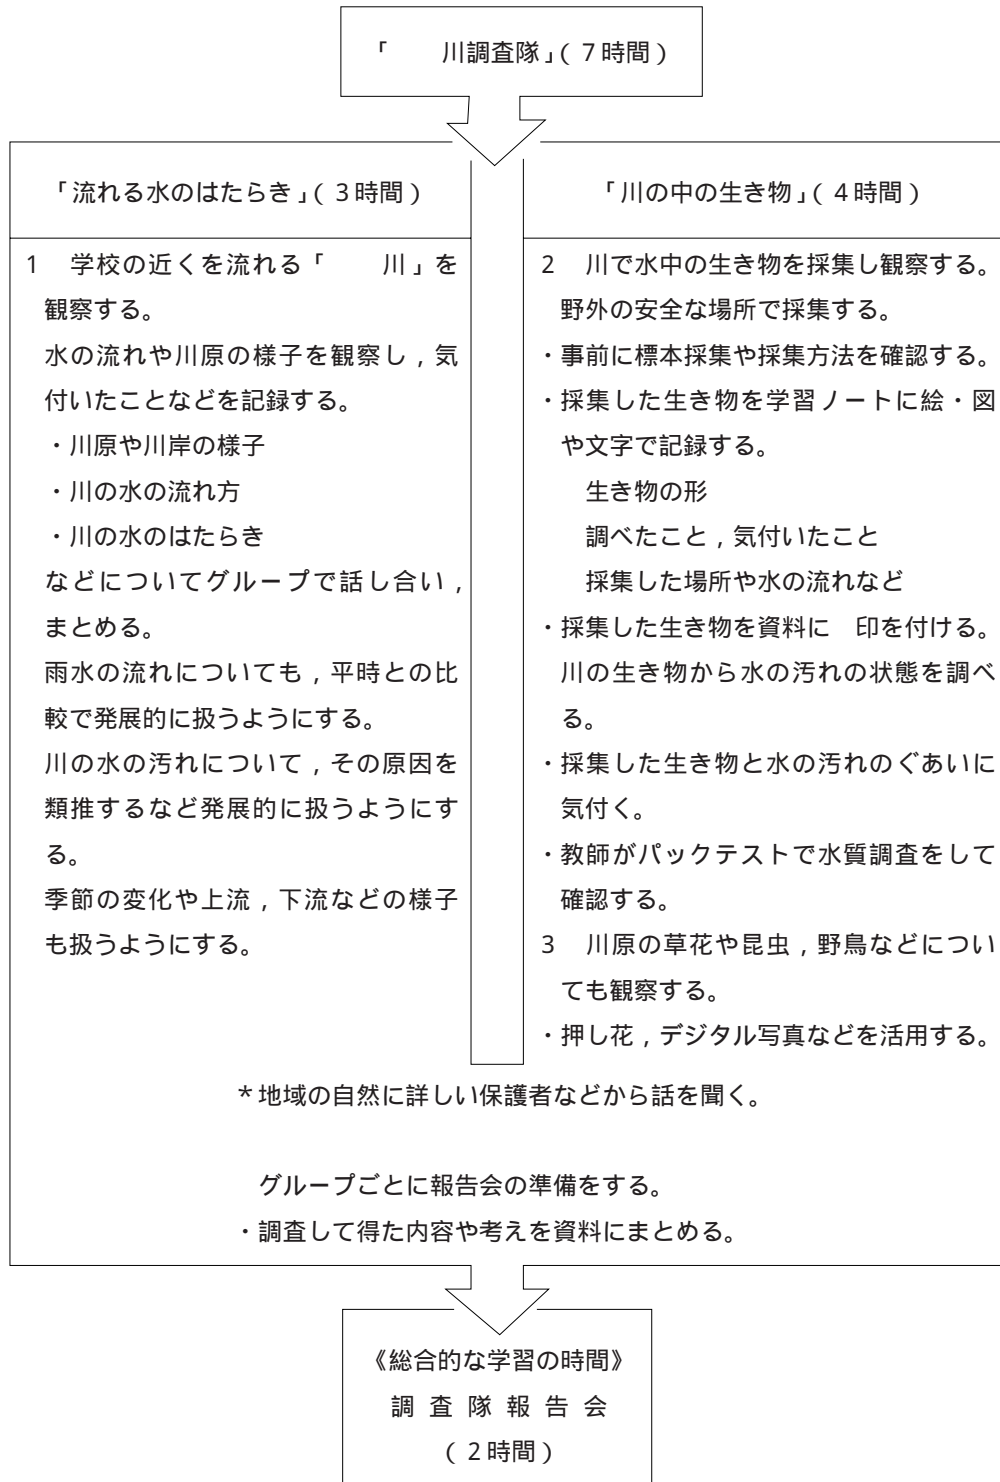 「　　川調査隊」(7時間)
「流れる水のはたらき」(3時間)
1　学校の近くを流れる「　　川」を
観察する。
水の流れや川原の様子を観察し,気
付いたことなどを記録する。
・川原や川岸の様子
・川の水の流れ方
・川の水のはたらき
などについてグループで話し合い,
まとめる。
雨水の流れについても,平時との比
較で発展的に扱うようにする。
川の水の汚れについて,その原因を
類推するなど発展的に扱うようにす
る。
季節の変化や上流,下流などの様子
も扱うようにする。
「川の中の生き物」(4時間)
2　川で水中の生き物を採集し観察する。
野外の安全な場所で採集する。
・事前に標本採集や採集方法を確認する。
・採集した生き物を学習ノートに絵・図
や文字で記録する。
生き物の形
調べたこと,気付いたこと
採集した場所や水の流れなど
・採集した生き物を資料に　印を付ける。
川の生き物から水の汚れの状態を調べ
る。
・採集した生き物と水の汚れのぐあいに
気付く。
・教師がパックテストで水質調査をして
確認する。
3　川原の草花や昆虫,野鳥などについ
ても観察する。
・押し花,デジタル写真などを活用する。
*地域の自然に詳しい保護者などから話を聞く。
グループごとに報告会の準備をする。
・調査して得た内容や考えを資料にまとめる。
《総合的な学習の時間》
調査隊報告会
(2時間)